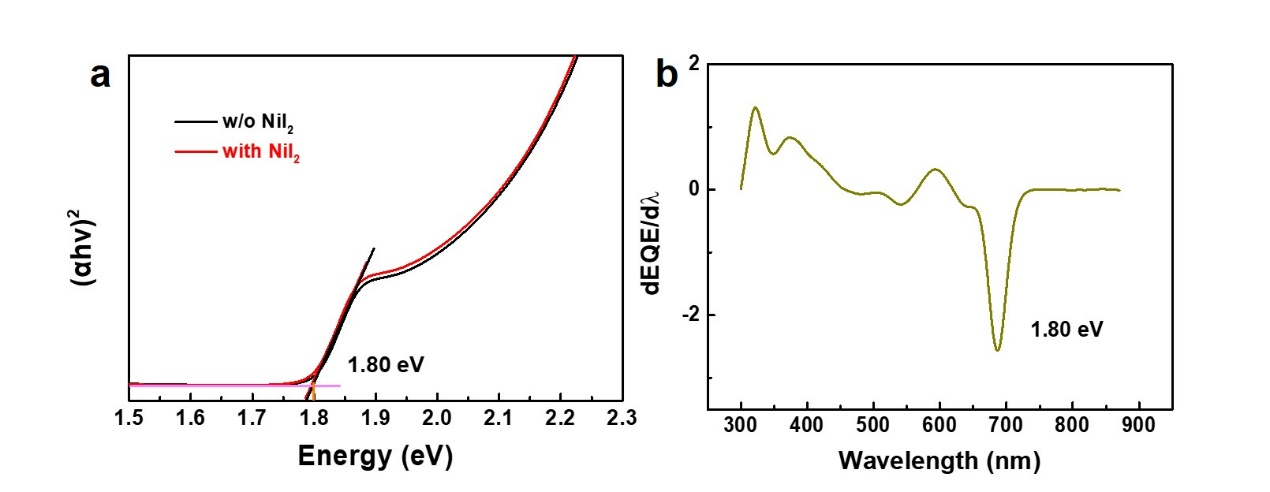 a
w/o NiI₂
with NiI₂
(αhv)²
1.80 eV
1.5 1.6 1.7 1.8 1.9 2.0 2.1 2.2 2.3
Energy (eV)
b
2
0
-2
dEQE/dλ
1.80 eV
300 400 500 600 700 800 900
Wavelength (nm)